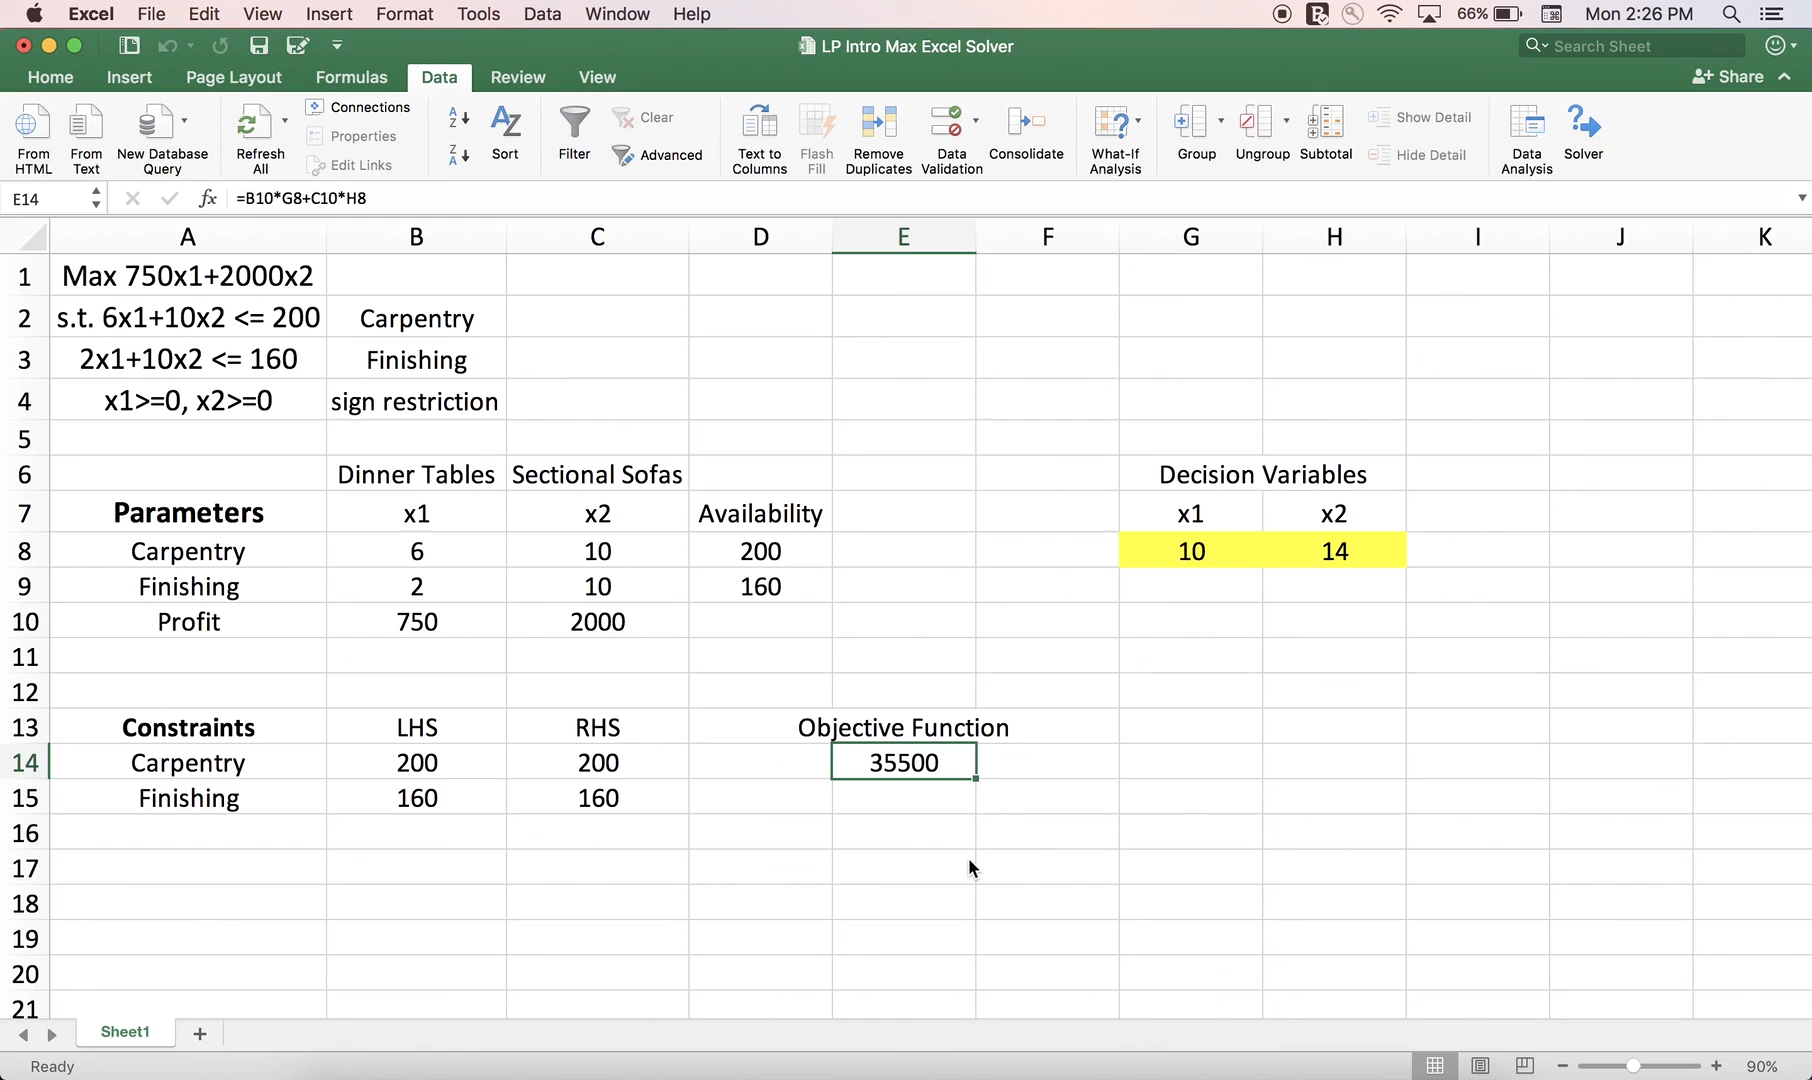 Excel File Edit View Insert Format Tools Data Window Help 66% Mon 2:26 PM
LP Intro Max Excel Solver Search Sheet
Home Insert Page Layout Formulas Data Review View Share
From HTML From Text New Database Query Refresh All Connections Properties Edit Links Sort Filter Clear Advanced Text to Columns Flash Fill Remove Duplicates Data Validation Consolidate What-If Analysis Group Ungroup Subtotal Show Detail Hide Detail Data Analysis Solver
E14 fx =B10*G8+C10*H8
A B C D E F G H I J K
1 Max 750x1+2000x2
2 s.t. 6x1+10x2 <= 200 Carpentry
3 2x1+10x2 <= 160 Finishing
4 x1>=0, x2>=0 sign restriction
5
6 Dinner Tables Sectional Sofas Decision Variables
7 Parameters x1 x2 Availability x1 x2
8 Carpentry 6 10 200 10 14
9 Finishing 2 10 160
10 Profit 750 2000
11
12
13 Constraints LHS RHS Objective Function
14 Carpentry 200 200 35500
15 Finishing 160 160
16
17
18
19
20
21
Sheet1 +
Ready 90%